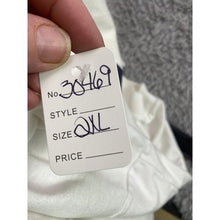 No. 30469
STYLE
SIZE 2XL
PRICE